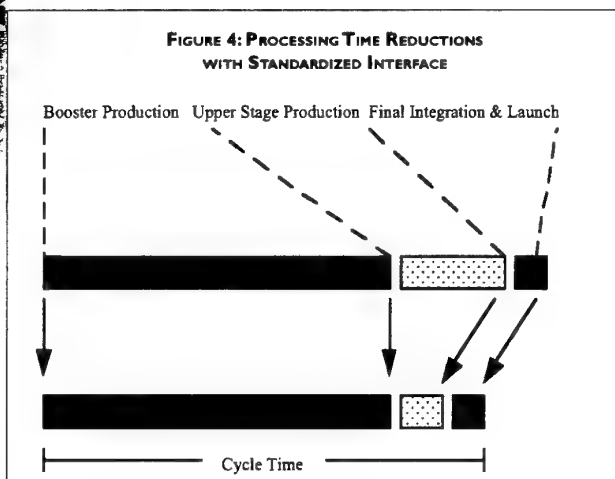 FIGURE 4: PROCESSING TIME REDUCTIONS
WITH STANDARDIZED INTERFACE
Booster Production Upper Stage Production Final Integration & Launch
Cycle Time